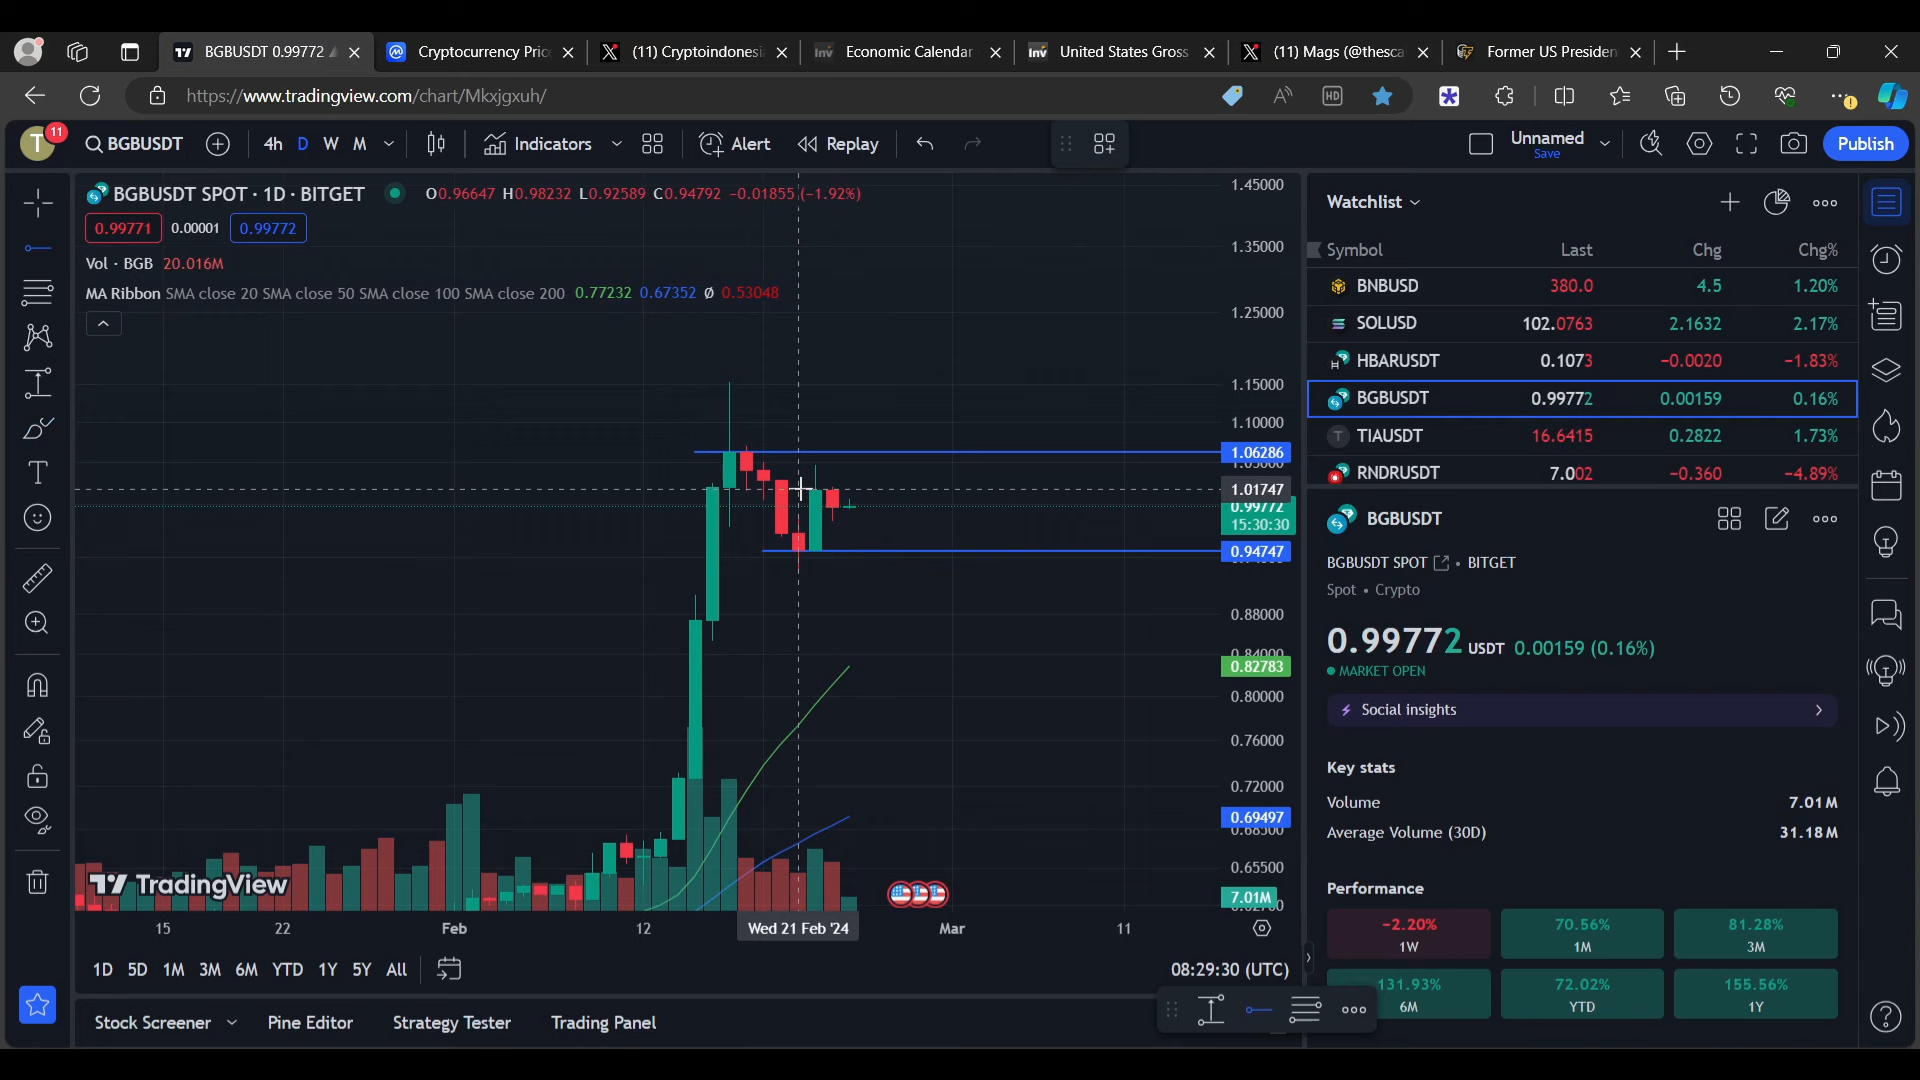 BGBUSDT 0.99772
Cryptocurrency Pric
(11) Cryptoindonesi
Economic Calendar
United States Gross
(11) Mags (@thesca
Former US Presiden
https://www.tradingview.com/chart/Mkxjgxuh/
T 11 BGBUSDT 4h D W M Indicators Alert Replay Unnamed Save Publish
BGBUSDT SPOT · 1D · BITGET O0.96647 H0.98232 L0.92589 C0.94792 −0.01855 (−1.92%)
0.99771 0.00001 0.99772
Vol · BGB 20.016M
MA Ribbon SMA close 20 SMA close 50 SMA close 100 SMA close 200 0.77232 0.67352 Ø 0.53048
1.45000
1.35000
1.25000
1.15000
1.10000
1.06286
1.05000
1.01747
0.99772
15:30:30
0.94747
0.88000
0.84000
0.82783
0.80000
0.76000
0.72000
0.69497
0.68500
0.65500
7.01M
TradingView
15 22 Feb 12 Wed 21 Feb '24 Mar 11
1D 5D 1M 3M 6M YTD 1Y 5Y All 08:29:30 (UTC)
Stock Screener Pine Editor Strategy Tester Trading Panel
Watchlist
Symbol Last Chg Chg%
BNBUSD 380.0 4.5 1.20%
SOLUSD 102.0763 2.1632 2.17%
HBARUSDT 0.1073 −0.0020 −1.83%
BGBUSDT 0.99772 0.00159 0.16%
T TIAUSDT 16.6415 0.2822 1.73%
RNDRUSDT 7.002 −0.360 −4.89%
BGBUSDT
BGBUSDT SPOT • BITGET
Spot • Crypto
0.99772 USDT 0.00159 (0.16%)
MARKET OPEN
Social insights
Key stats
Volume 7.01M
Average Volume (30D) 31.18M
Performance
−2.20% 70.56% 81.28%
1W 1M 3M
131.93% 72.02% 155.56%
6M YTD 1Y